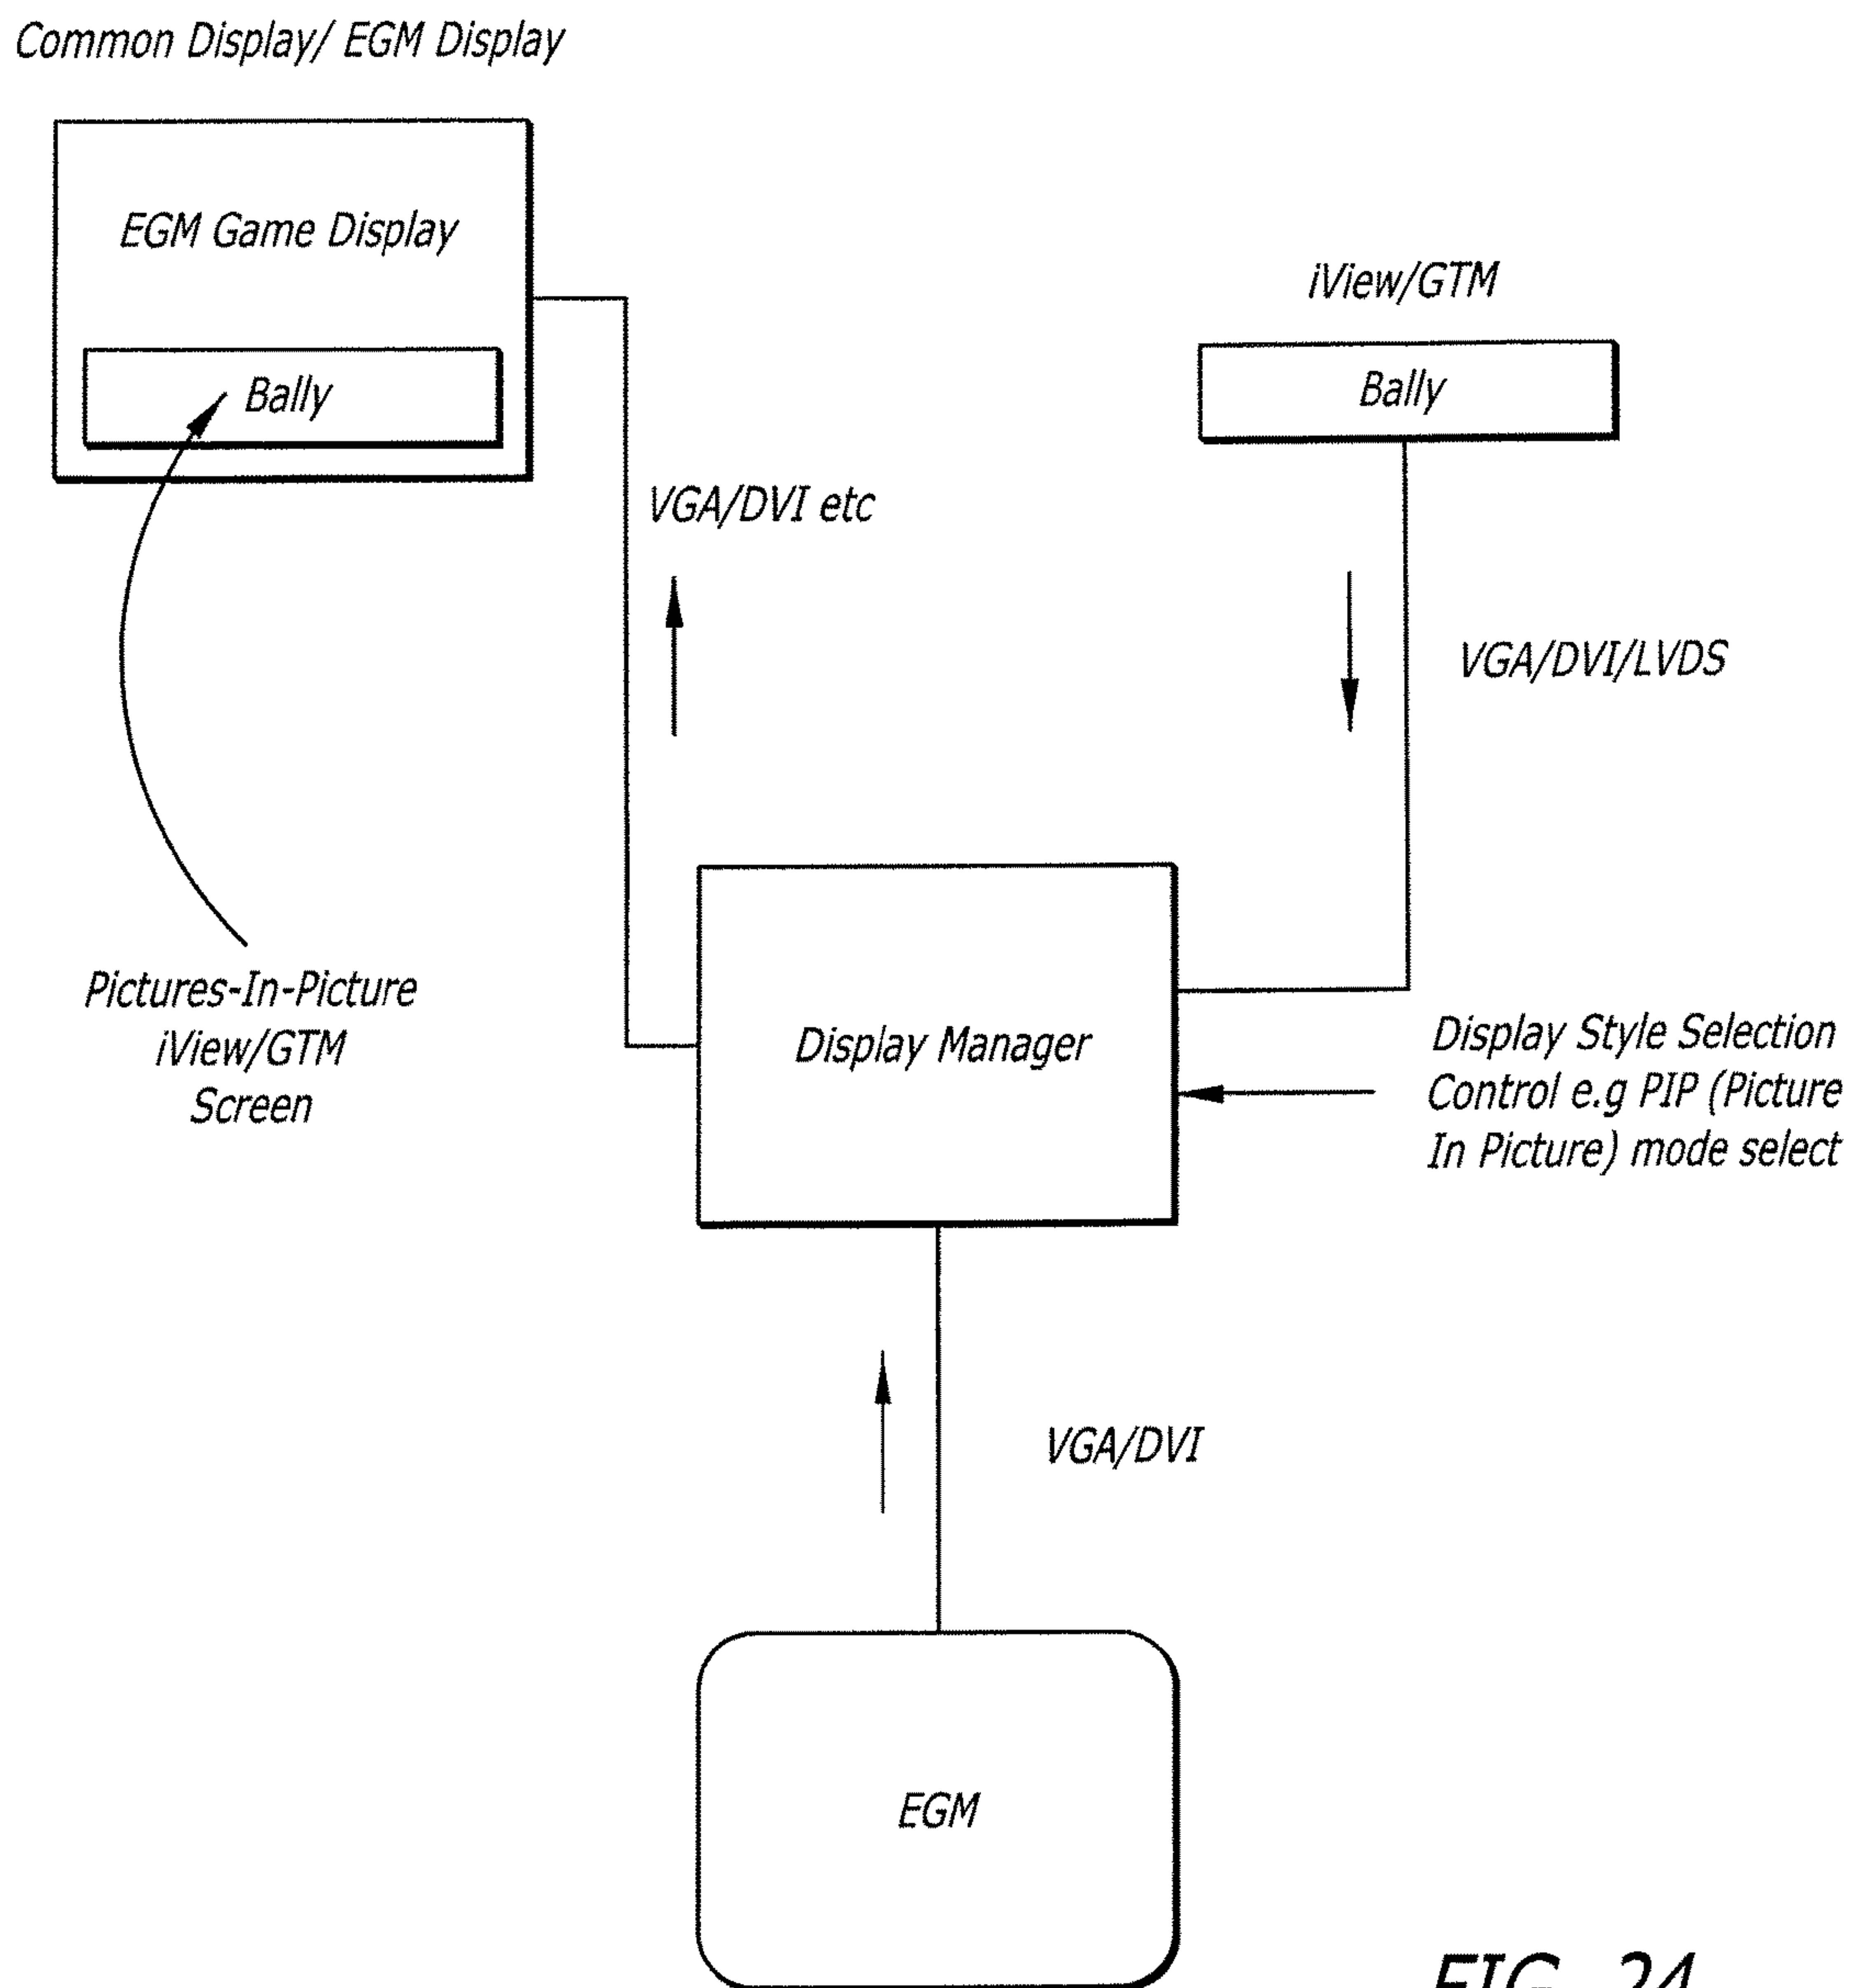 Common Display/ EGM Display
EGM Game Display
Bally
iView/GTM
Bally
VGA/DVI etc
VGA/DVI/LVDS
Pictures-In-Picture
iView/GTM
Screen
Display Manager
Display Style Selection
Control e.g PIP (Picture
In Picture) mode select
VGA/DVI
EGM
FIG. 24